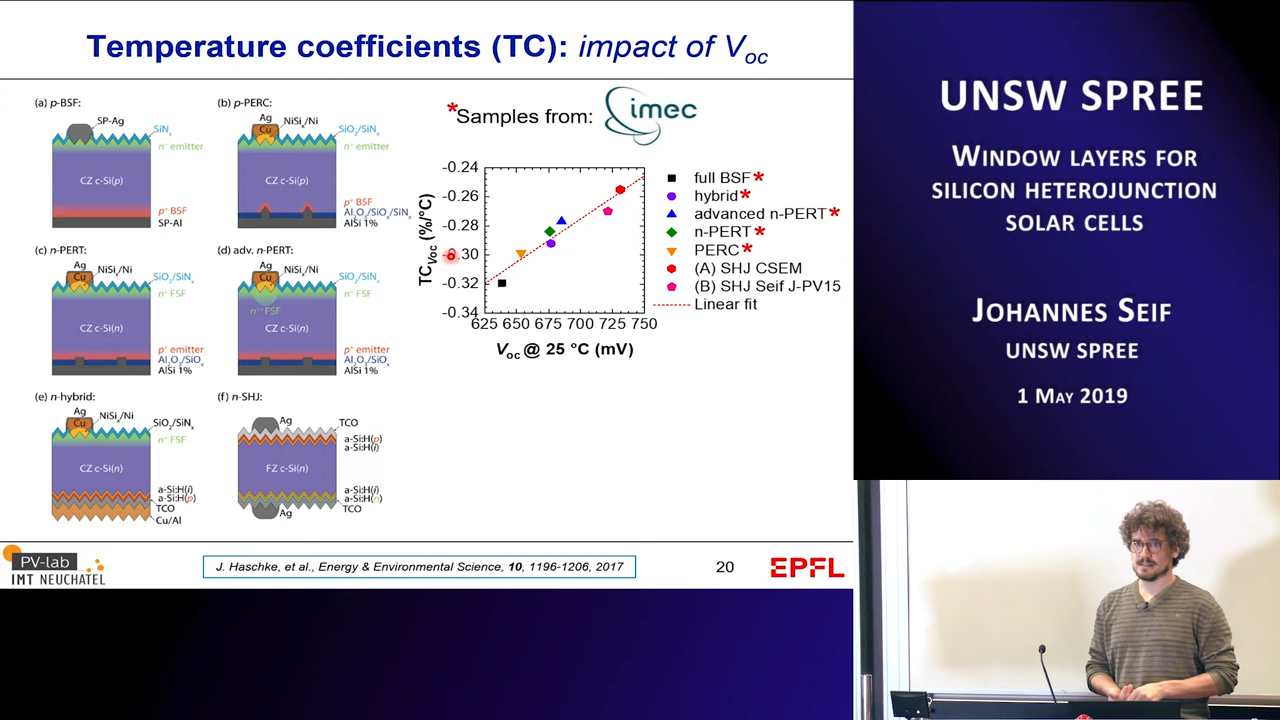 Temperature coefficients (TC): impact of Voc
(a) p-BSF:
SP-Ag
SiNx
n+ emitter
CZ c-Si(p)
p+ BSF
SP-Al
(b) p-PERC:
Ag
Cu
NiSix/Ni
SiO2/SiNx
n+ emitter
CZ c-Si(p)
p+ BSF
Al2O3/SiOx/SiNx
AlSi 1%
(c) n-PERT:
Ag
Cu
NiSix/Ni
SiO2/SiNx
n+ FSF
CZ c-Si(n)
p+ emitter
Al2O3/SiOx
AlSi 1%
(d) adv. n-PERT:
Ag
Cu
NiSix/Ni
SiO2/SiNx
n+ FSF
n++ FSF
CZ c-Si(n)
p+ emitter
Al2O3/SiOx
AlSi 1%
(e) n-hybrid:
Ag
Cu
NiSix/Ni
SiO2/SiNx
n+ FSF
CZ c-Si(n)
a-Si:H(i)
a-Si:H(p)
TCO
Cu/Al
(f) n-SHJ:
Ag
TCO
a-Si:H(p)
a-Si:H(i)
FZ c-Si(n)
a-Si:H(i)
a-Si:H(n)
TCO
Ag
*Samples from: imec
TCVoc (%/°C)
-0.24
-0.26
-0.28
-0.30
-0.32
-0.34
625 650 675 700 725 750
Voc @ 25 °C (mV)
full BSF*
hybrid*
advanced n-PERT*
n-PERT*
PERC*
(A) SHJ CSEM
(B) SHJ Seif J-PV15
Linear fit
PV-lab
IMT NEUCHATEL
J. Haschke, et al., Energy & Environmental Science, 10, 1196-1206, 2017
20
EPFL
UNSW SPREE
WINDOW LAYERS FOR
SILICON HETEROJUNCTION
SOLAR CELLS
JOHANNES SEIF
UNSW SPREE
1 MAY 2019